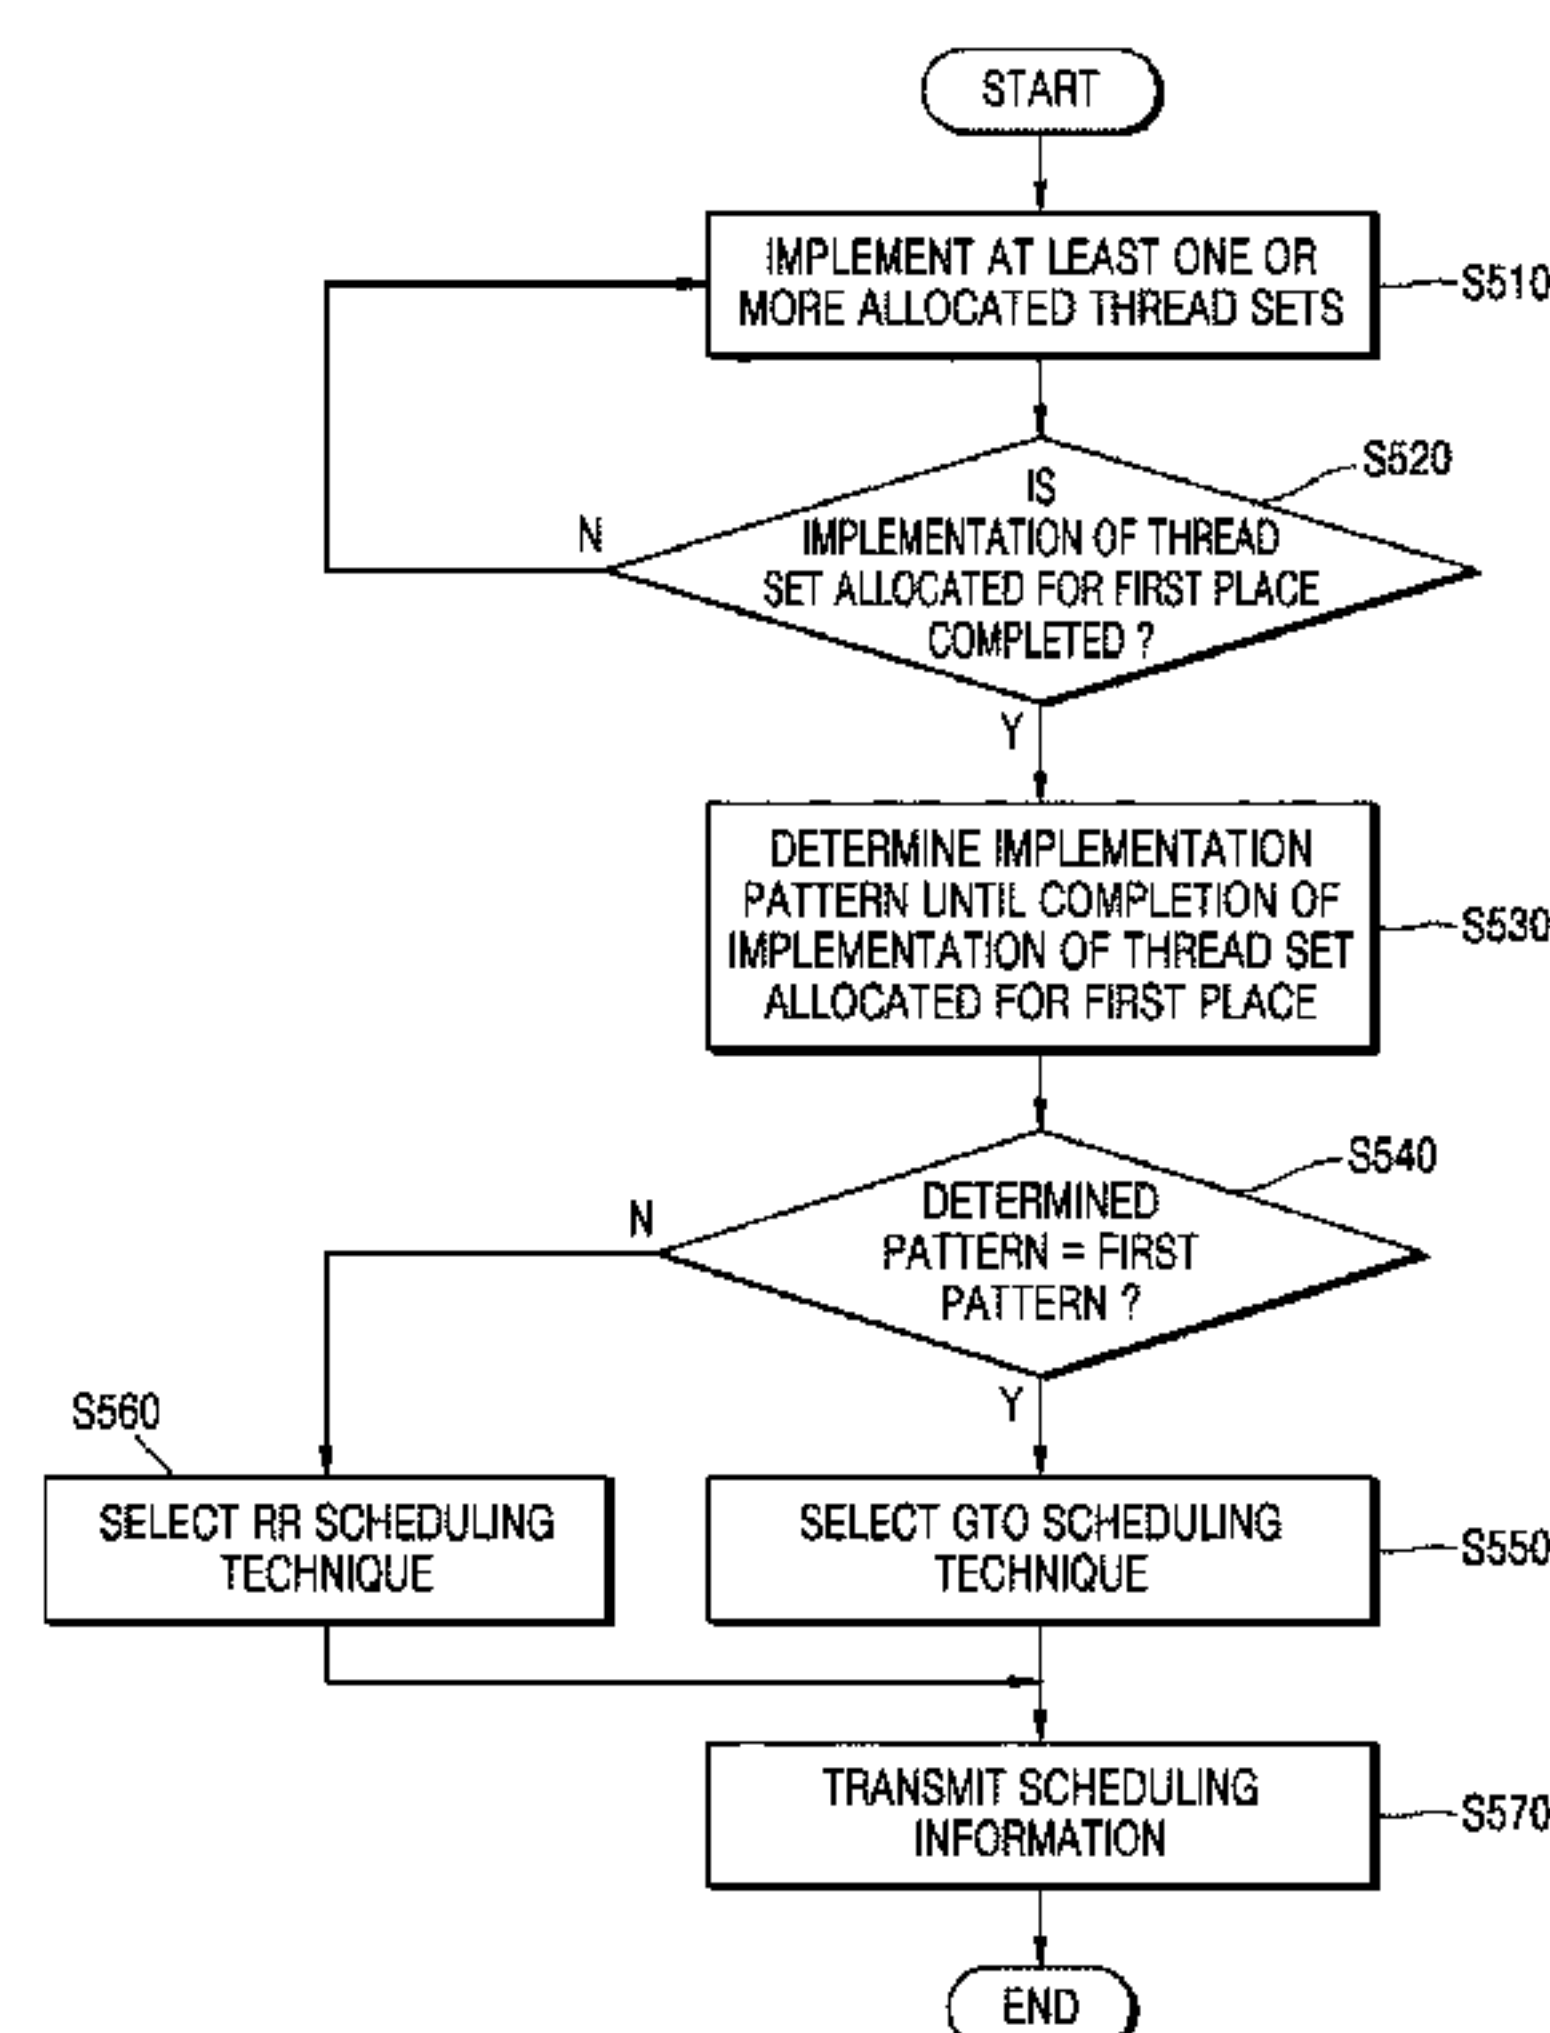 START
IMPLEMENT AT LEAST ONE OR
MORE ALLOCATED THREAD SETS
S510
S520
IS
IMPLEMENTATION OF THREAD
SET ALLOCATED FOR FIRST PLACE
COMPLETED ?
N
Y
DETERMINE IMPLEMENTATION
PATTERN UNTIL COMPLETION OF
IMPLEMENTATION OF THREAD SET
ALLOCATED FOR FIRST PLACE
S530
S540
DETERMINED
PATTERN = FIRST
PATTERN ?
N
Y
S560
SELECT RR SCHEDULING
TECHNIQUE
SELECT GTO SCHEDULING
TECHNIQUE
S550
TRANSMIT SCHEDULING
INFORMATION
S570
END